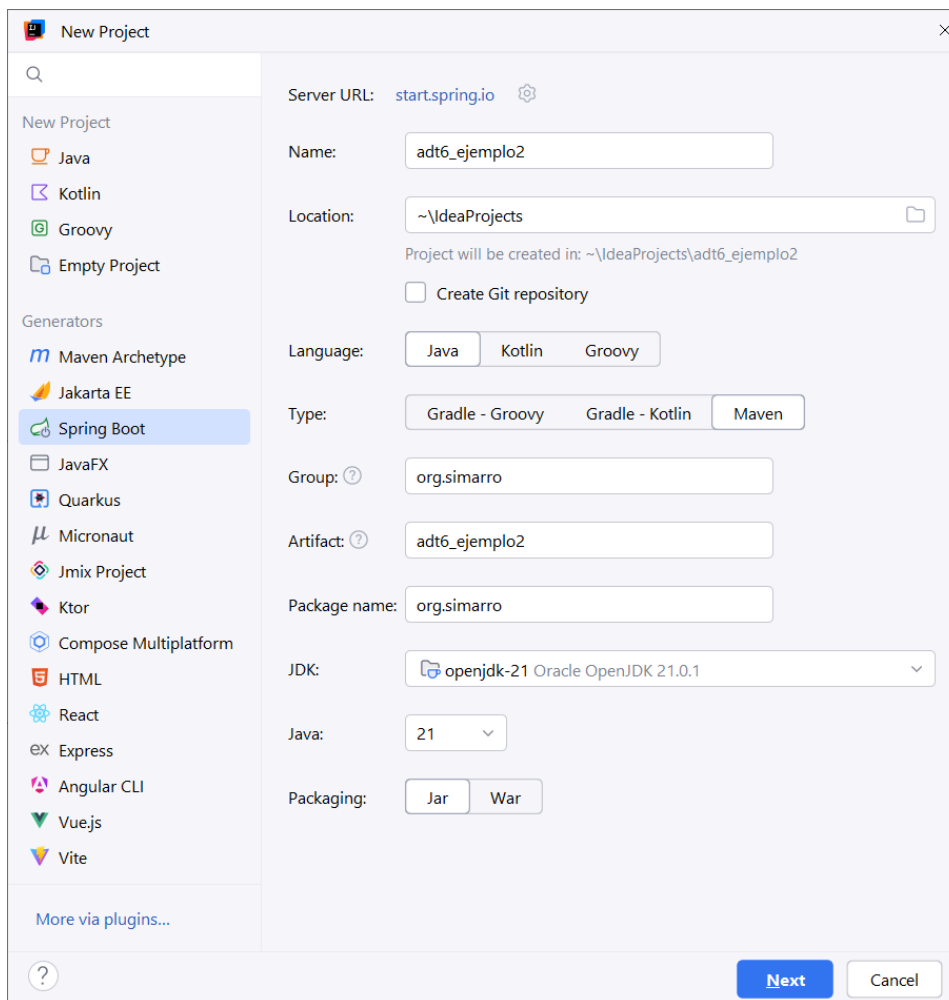 New Project
New Project
Java
Kotlin
Groovy
Empty Project
Generators
Maven Archetype
Jakarta EE
Spring Boot
JavaFX
Quarkus
Micronaut
Jmix Project
Ktor
Compose Multiplatform
HTML
React
Express
Angular CLI
Vue.js
Vite
More via plugins...
Server URL: start.spring.io
Name: adt6_ejemplo2
Location: ~\IdeaProjects
Project will be created in: ~\IdeaProjects\adt6_ejemplo2
Create Git repository
Language: Java Kotlin Groovy
Type: Gradle - Groovy Gradle - Kotlin Maven
Group: ? org.simarro
Artifact: ? adt6_ejemplo2
Package name: org.simarro
JDK: openjdk-21 Oracle OpenJDK 21.0.1
Java: 21
Packaging: Jar War
? Next Cancel